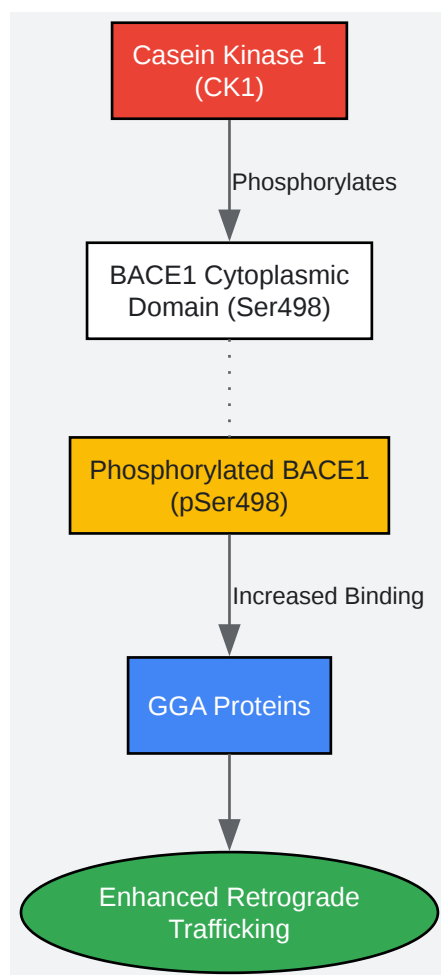 Casein Kinase 1
(CK1)
Phosphorylates
BACE1 Cytoplasmic
Domain (Ser498)
Phosphorylated BACE1
(pSer498)
Increased Binding
GGA Proteins
Enhanced Retrograde
Trafficking